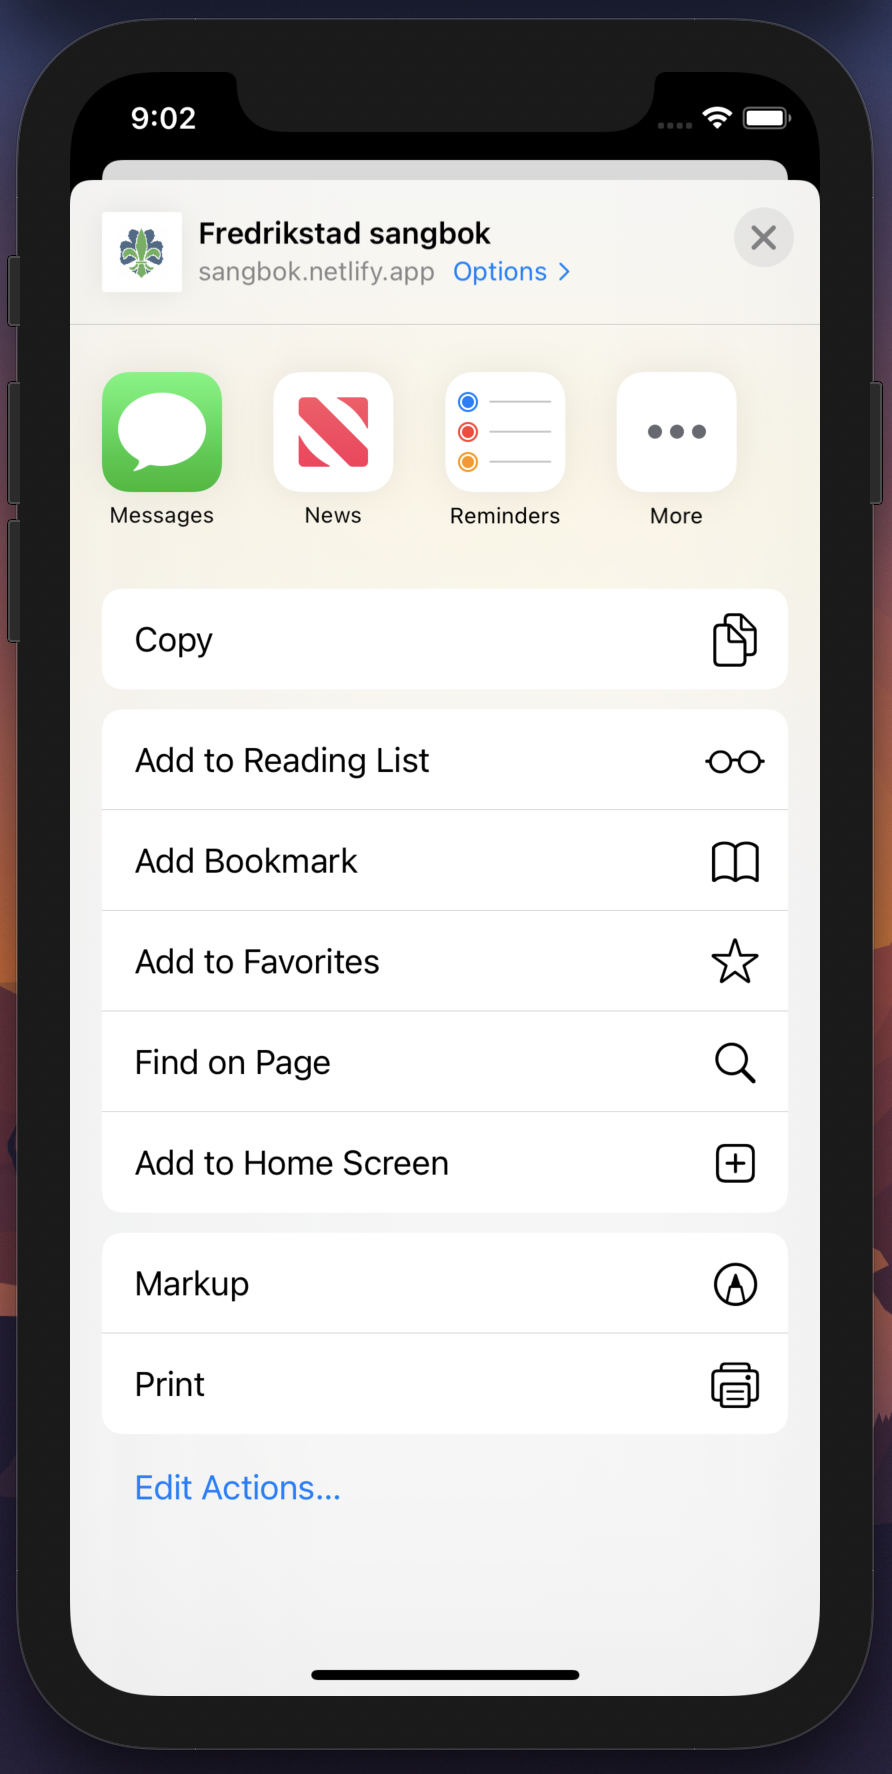 9:02
Fredrikstad sangbok
sangbok.netlify.app Options >
Messages
News
Reminders
More
Copy
Add to Reading List
Add Bookmark
Add to Favorites
Find on Page
Add to Home Screen
Markup
Print
Edit Actions...